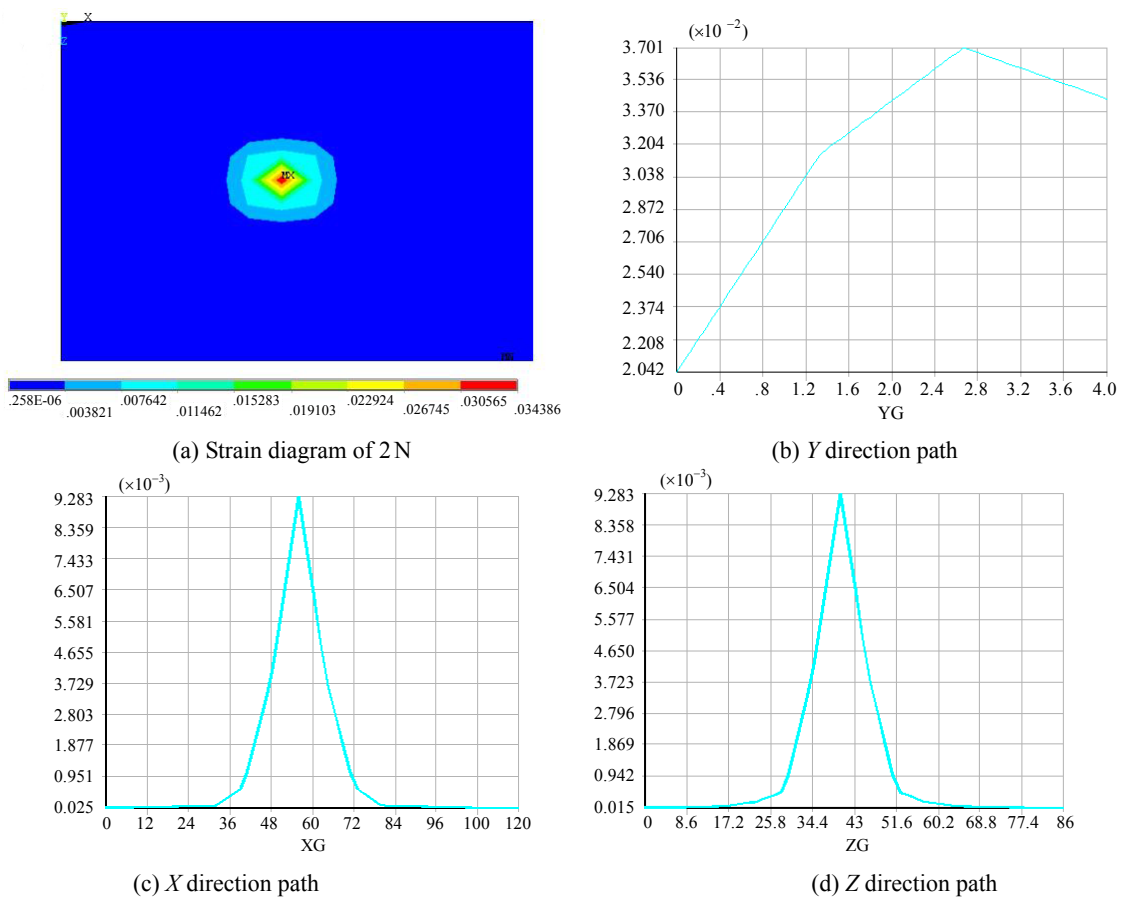 Y X
Z
MX
.258E-06 .003821 .007642 .011462 .015283 .019103 .022924 .026745 .030565 .034386
(a) Strain diagram of 2 N
(×10 −2)
3.701
3.536
3.370
3.204
3.038
2.872
2.706
2.540
2.374
2.208
2.042
0 .4 .8 1.2 1.6 2.0 2.4 2.8 3.2 3.6 4.0
YG
(b) Y direction path
(×10−3)
9.283
8.359
7.433
6.507
5.581
4.655
3.729
2.803
1.877
0.951
0.025
0 12 24 36 48 60 72 84 96 108 120
XG
(c) X direction path
(×10−3)
9.283
8.358
7.431
6.504
5.577
4.650
3.723
2.796
1.869
0.942
0.015
0 8.6 17.2 25.8 34.4 43 51.6 60.2 68.8 77.4 86
ZG
(d) Z direction path